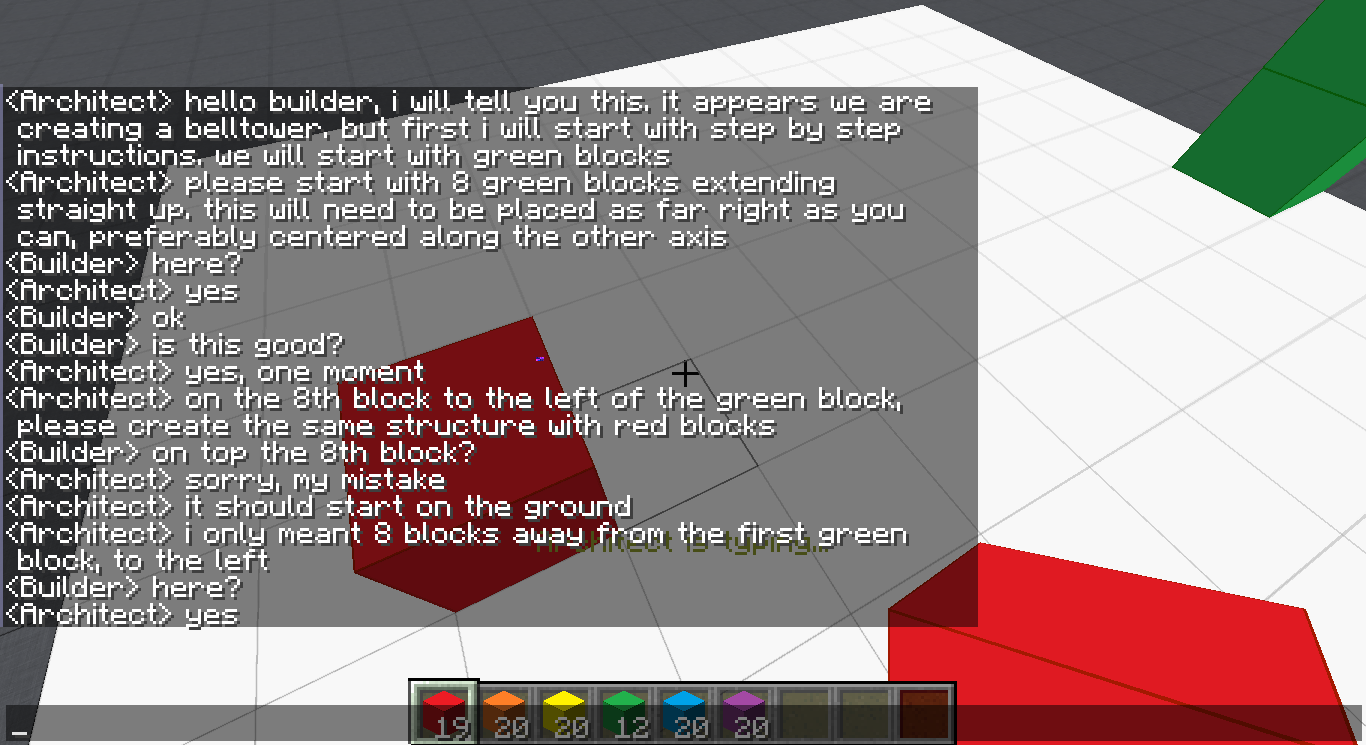 <Architect> hello builder, i will tell you this. it appears we are
creating a belltower, but first i will start with step by step
instructions. we will start with green blocks
<Architect> please start with 8 green blocks extending
straight up. this will need to be placed as far right as you
can, preferably centered along the other axis
<Builder> here?
<Architect> yes
<Builder> ok
<Builder> is this good?
<Architect> yes, one moment
<Architect> on the 8th block to the left of the green block,
please create the same structure with red blocks
<Builder> on top the 8th block?
<Architect> sorry, my mistake
<Architect> it should start on the ground
<Architect> i only meant 8 blocks away from the first green
Architect is typing...
block, to the left
<Builder> here?
<Architect> yes
19 20 20 12 20 20
_